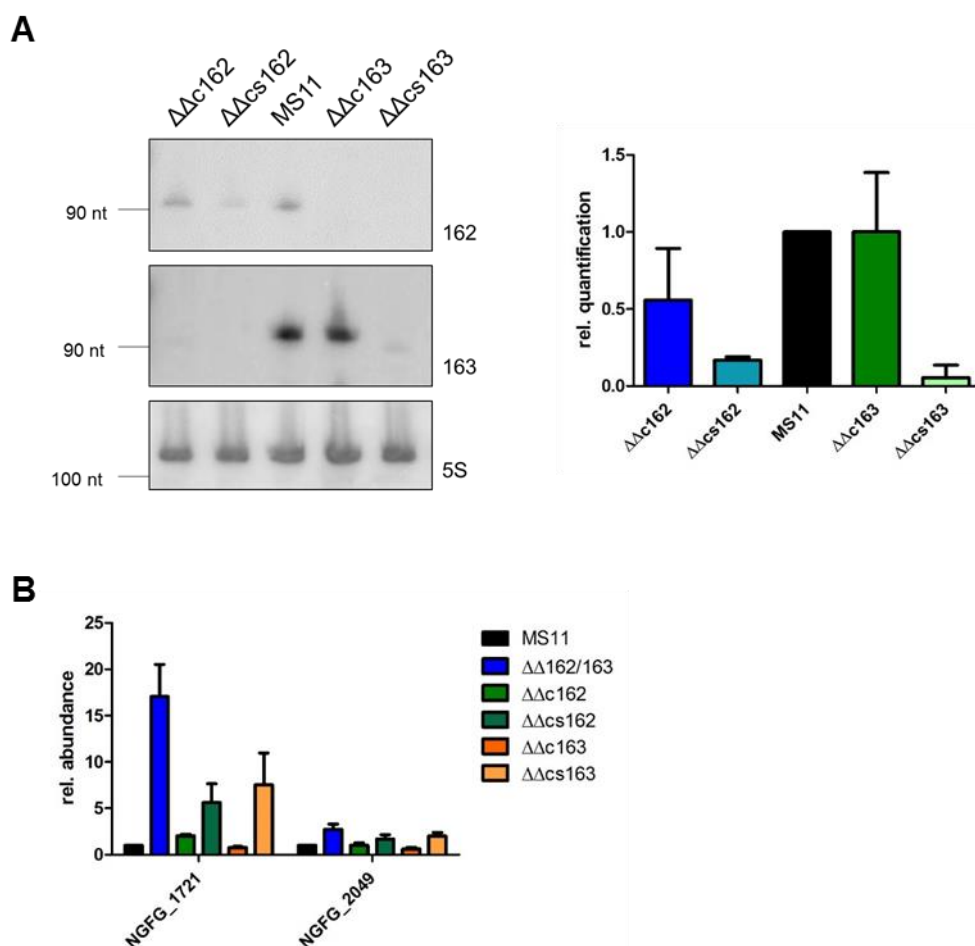 A
ΔΔc162
ΔΔcs162
MS11
ΔΔc163
ΔΔcs163
90 nt
162
90 nt
163
100 nt
5S
rel. quantification
1.5
1.0
0.5
0.0
ΔΔc162
ΔΔcs162
MS11
ΔΔc163
ΔΔcs163
B
rel. abundance
25
20
15
10
5
0
NGFG_1721
NGFG_2049
MS11
ΔΔ162/163
ΔΔc162
ΔΔcs162
ΔΔc163
ΔΔcs163